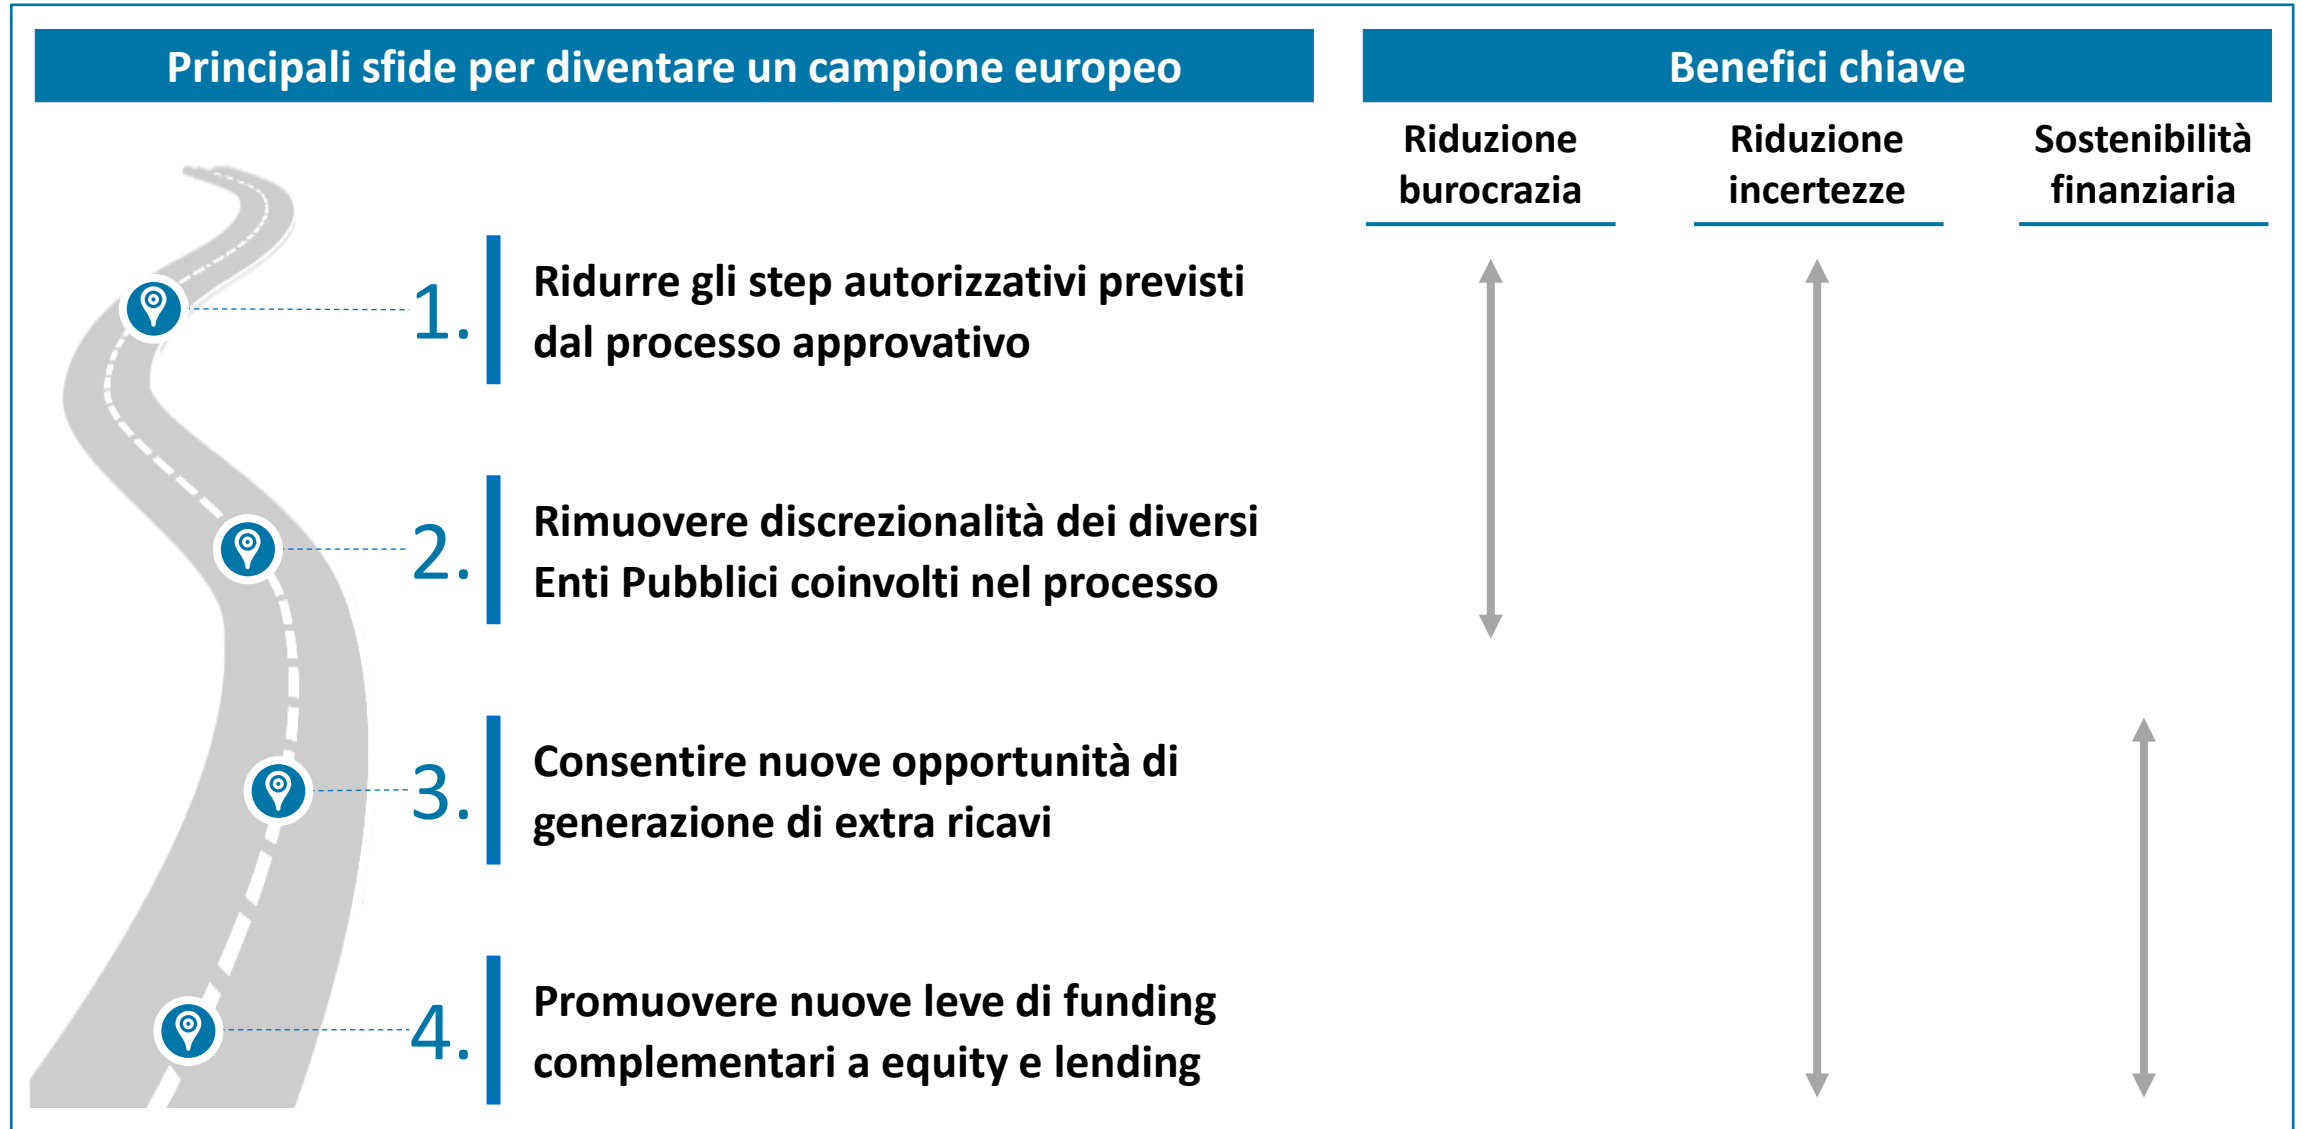 Principali sfide per diventare un campione europeo
Benefici chiave
Riduzione
burocrazia
Riduzione
incertezze
Sostenibilità
finanziaria
1.
Ridurre gli step autorizzativi previsti
dal processo approvativo
2.
Rimuovere discrezionalità dei diversi
Enti Pubblici coinvolti nel processo
3.
Consentire nuove opportunità di
generazione di extra ricavi
4.
Promuovere nuove leve di funding
complementari a equity e lending